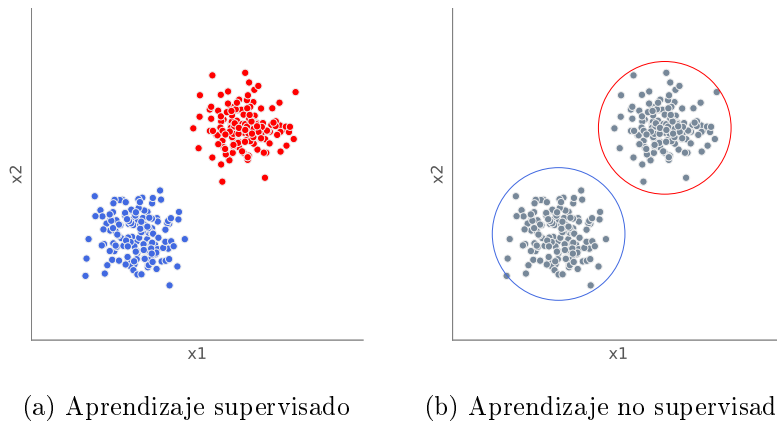 x2
x1
x2
x1
(a) Aprendizaje supervisado
(b) Aprendizaje no supervisad